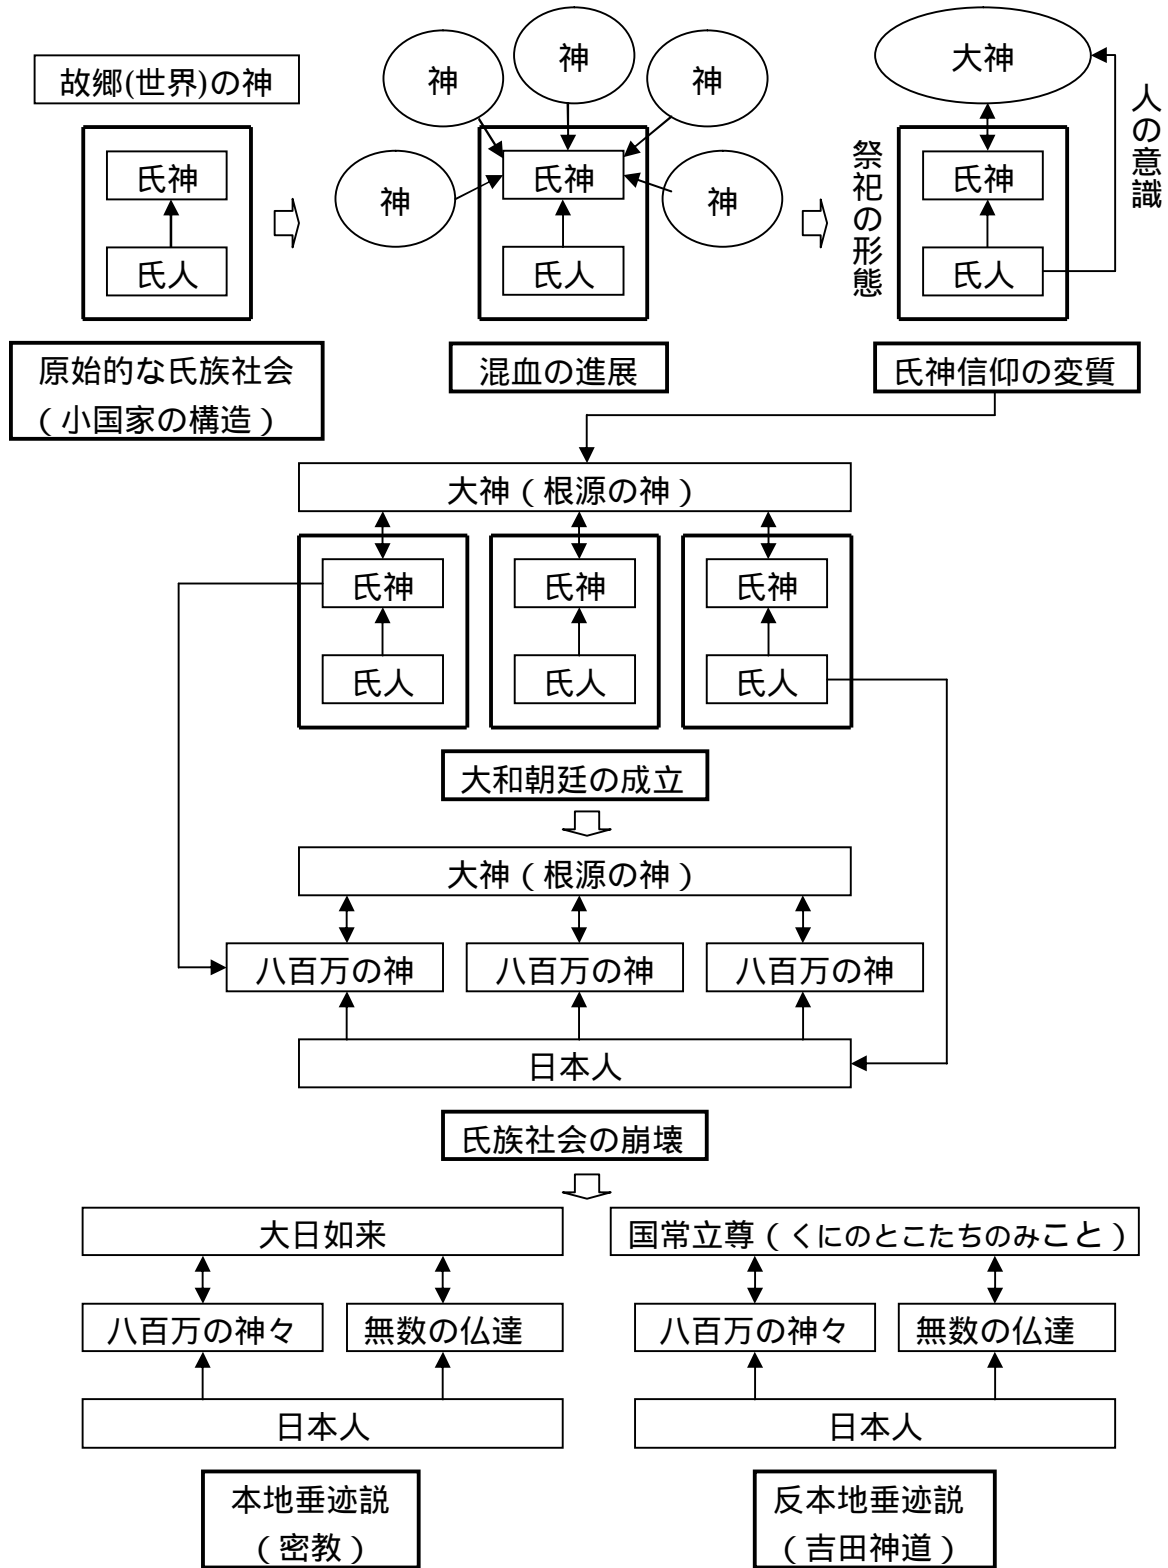 故郷(世界)の神
氏神
氏人
原始的な氏族社会
(小国家の構造)
神
神
神
神
神
氏神
氏人
混血の進展
大神
氏神
氏人
祭祀の形態
人の意識
氏神信仰の変質
大神(根源の神)
氏神
氏神
氏神
氏人
氏人
氏人
大和朝廷の成立
大神(根源の神)
八百万の神
八百万の神
八百万の神
日本人
氏族社会の崩壊
大日如来
八百万の神々
無数の仏達
日本人
本地垂迹説
(密教)
国常立尊(くにのとこたちのみこと)
八百万の神々
無数の仏達
日本人
反本地垂迹説
(吉田神道)